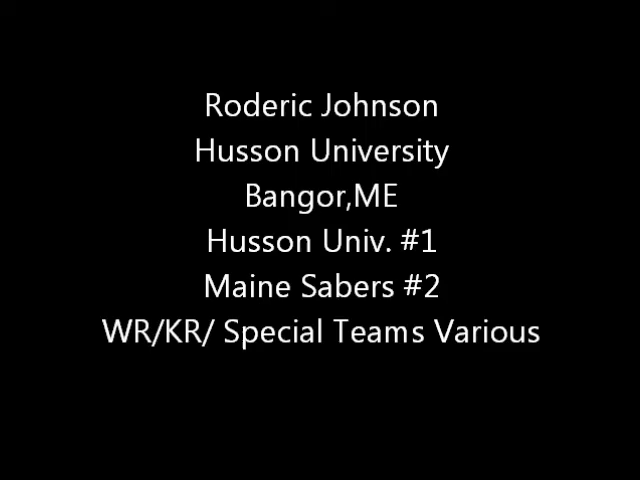 Roderic Johnson
Husson University
Bangor,ME
Husson Univ. #1
Maine Sabers #2
WR/KR/ Special Teams Various